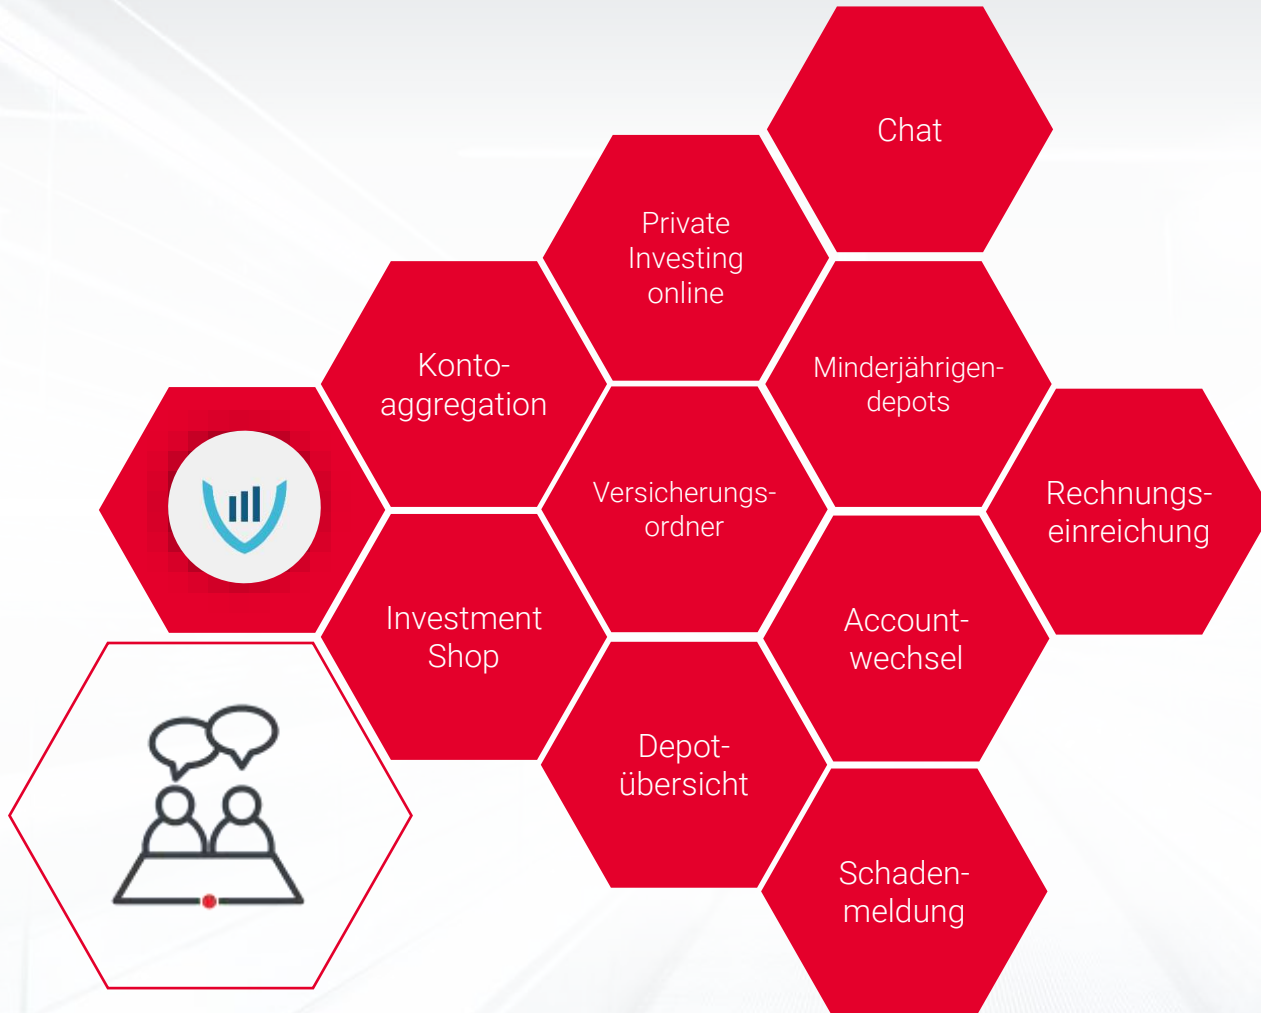 Chat
Private
Investing
online
Konto-
aggregation
Minderjährigen-
depots
Versicherungs-
ordner
Rechnungs-
einreichung
Investment
Shop
Account-
wechsel
Depot-
übersicht
Schaden-
meldung